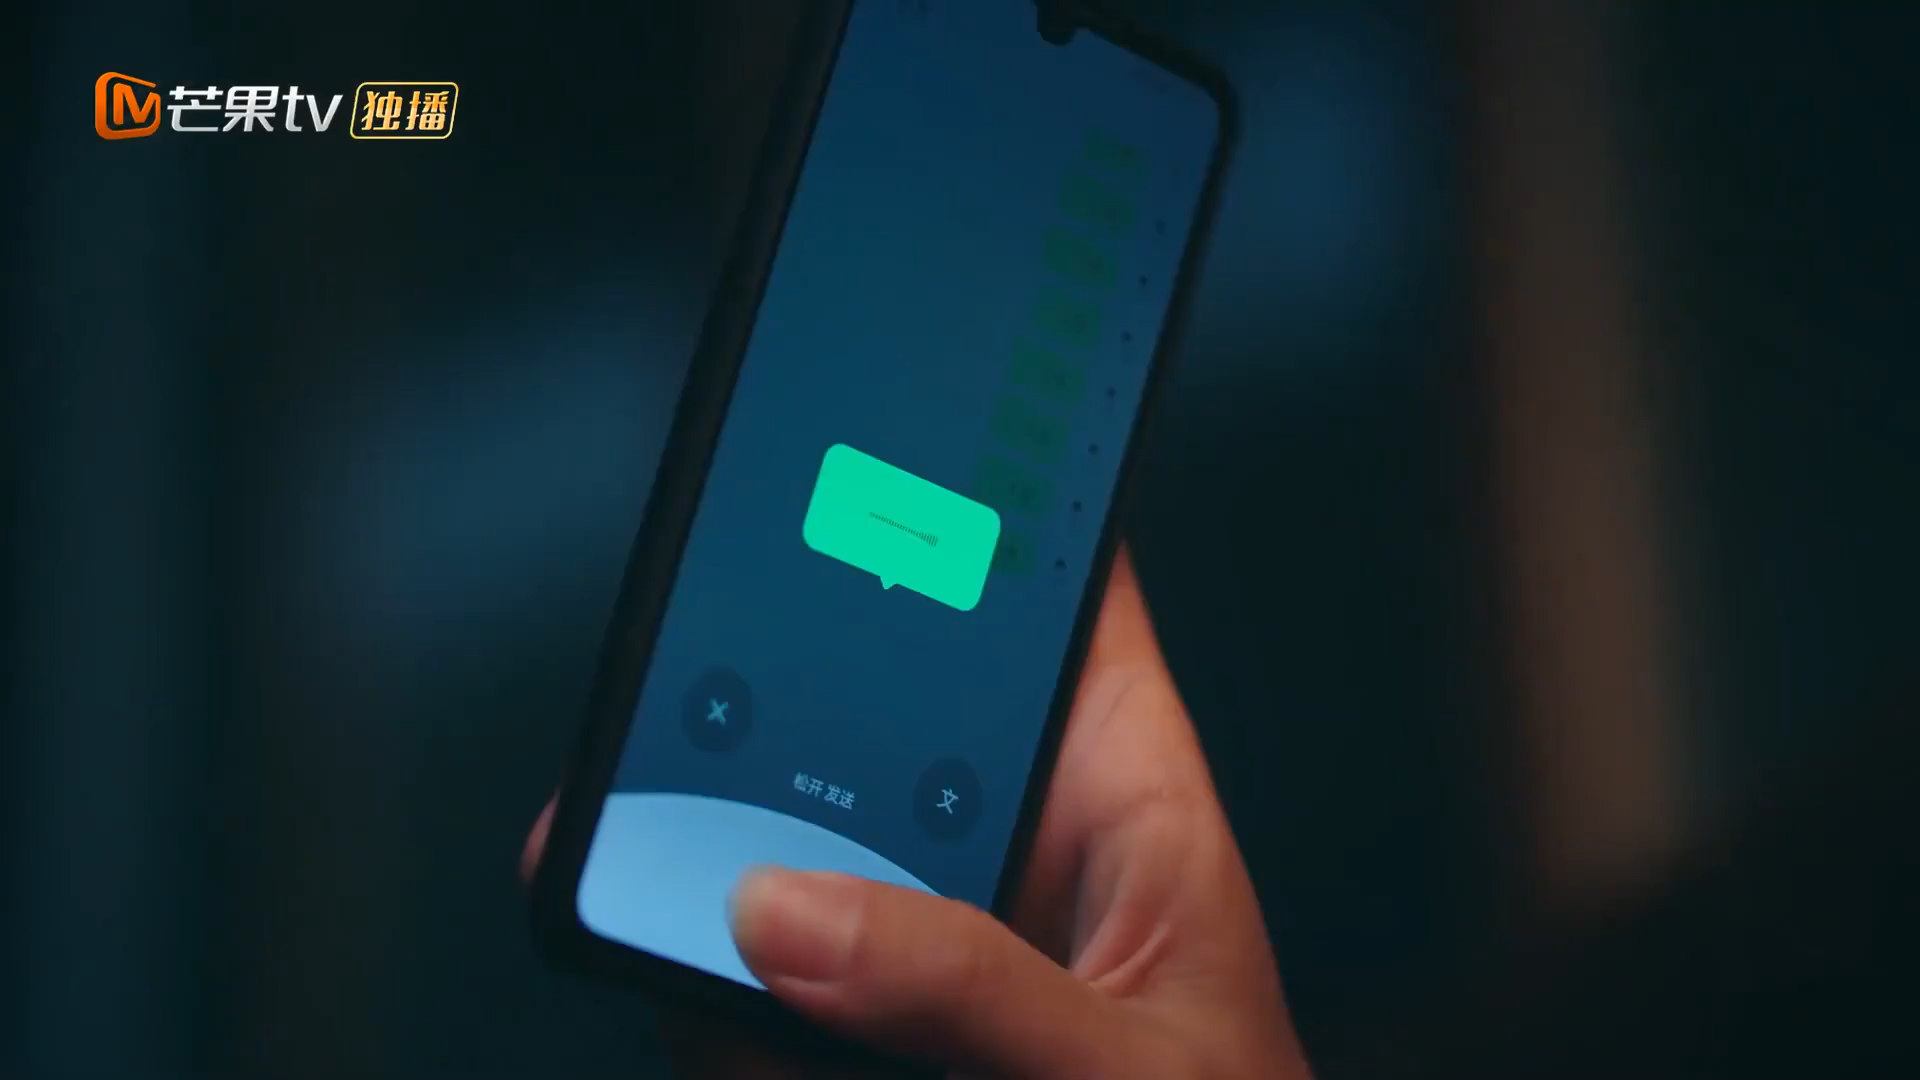 芒果tv 独播
松开 发送
文